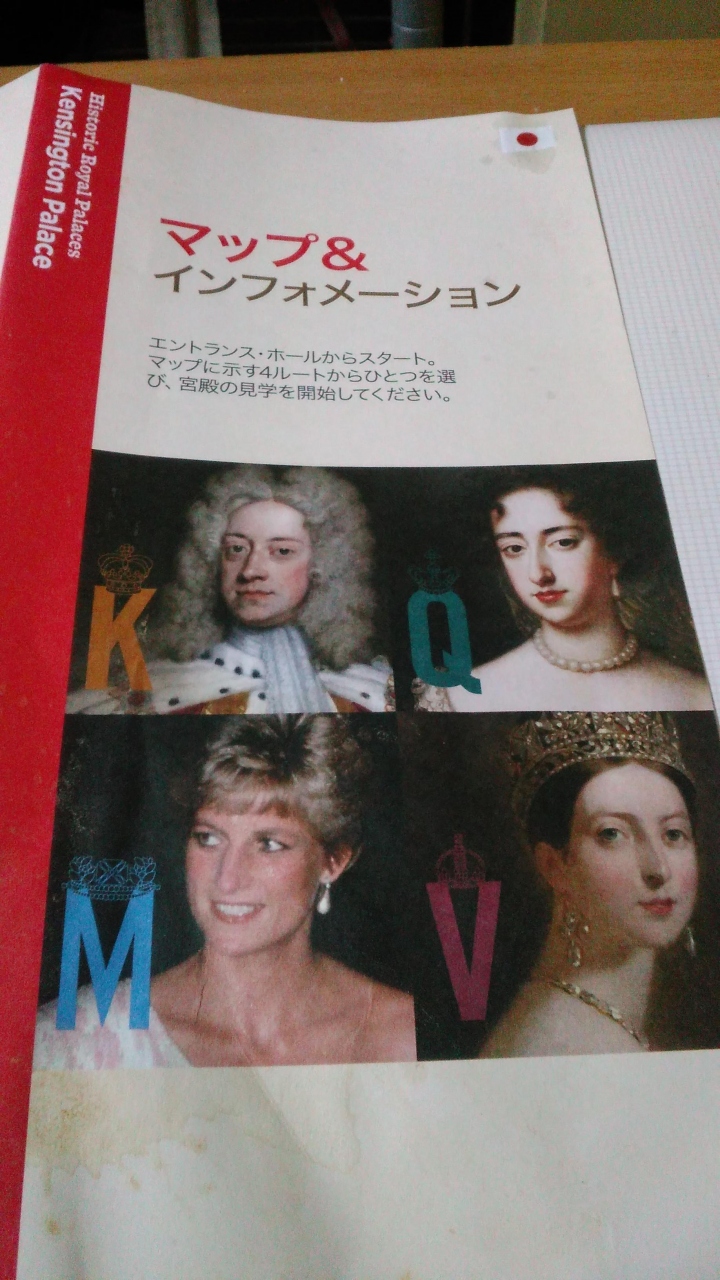 Historic Royal Palaces
Kensington Palace
マップ&
インフォメーション
エントランス・ホールからスタート。
マップに示す4ルートからひとつを選
び、宮殿の見学を開始してください。
K
Q
M
V